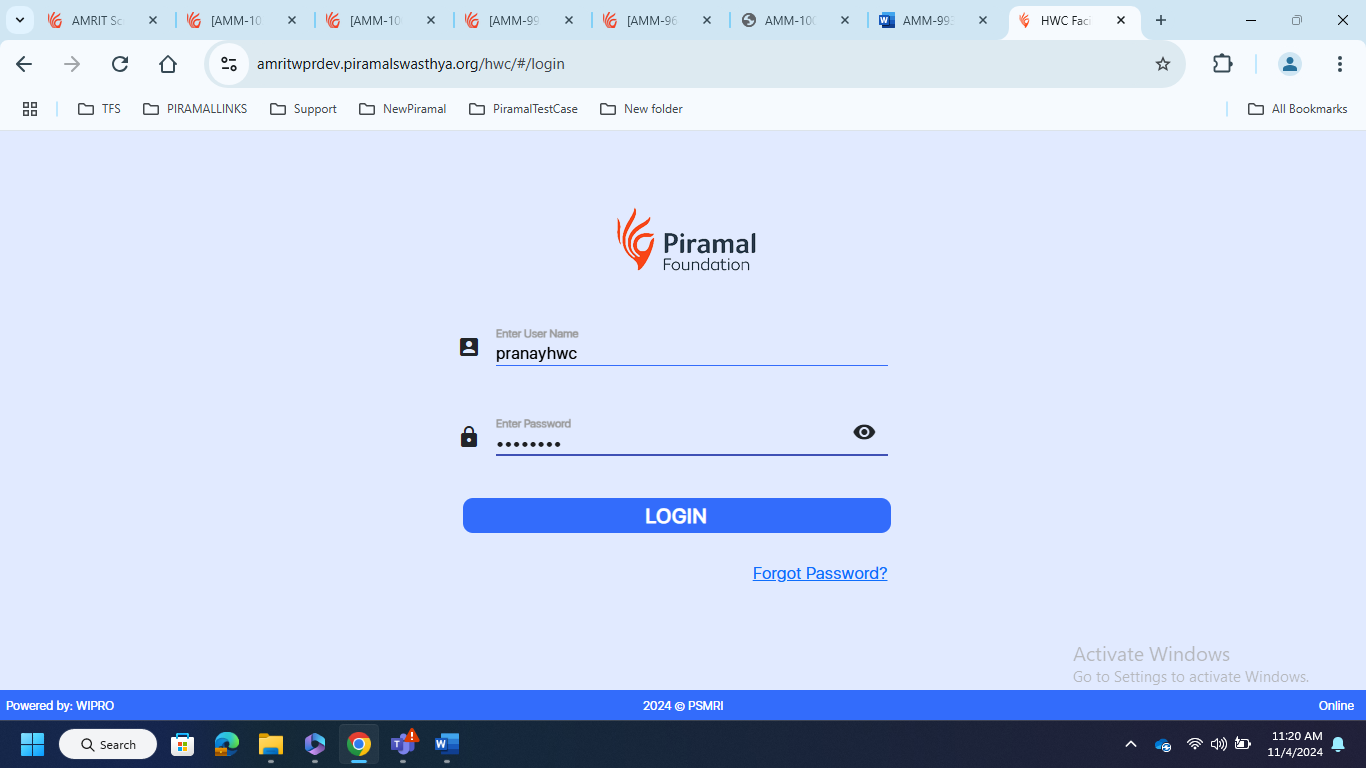 AMRIT Sc
[AMM-10
[AMM-10
[AMM-99
[AMM-96
AMM-100
AMM-993
HWC Faci
amritwprdev.piramalswasthya.org/hwc/#/login
TFS
PIRAMALLINKS
Support
NewPiramal
PiramalTestCase
New folder
All Bookmarks
Piramal
Foundation
Enter User Name
pranayhwc
Enter Password
••••••••
LOGIN
Forgot Password?
Activate Windows
Go to Settings to activate Windows.
Powered by: WIPRO
2024 © PSMRI
Online
Search
11:20 AM
11/4/2024